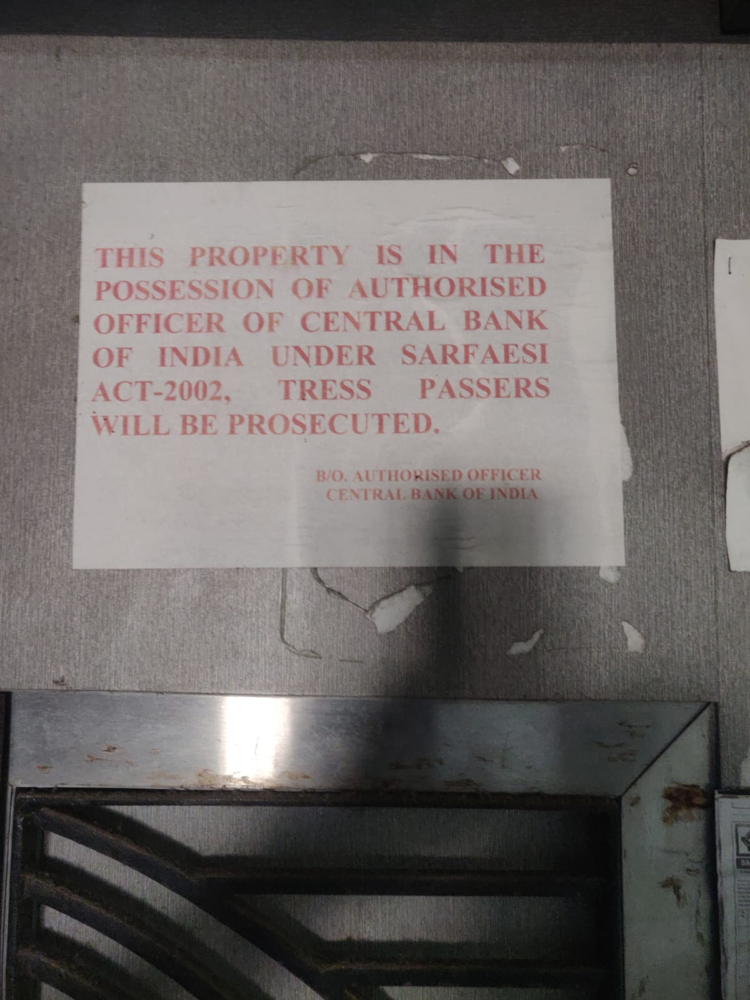 THIS PROPERTY IS IN THE
POSSESSION OF AUTHORISED
OFFICER OF CENTRAL BANK
OF INDIA UNDER SARFAESI
ACT-2002, TRESS PASSERS
WILL BE PROSECUTED.
B/O. AUTHORISED OFFICER
CENTRAL BANK OF INDIA